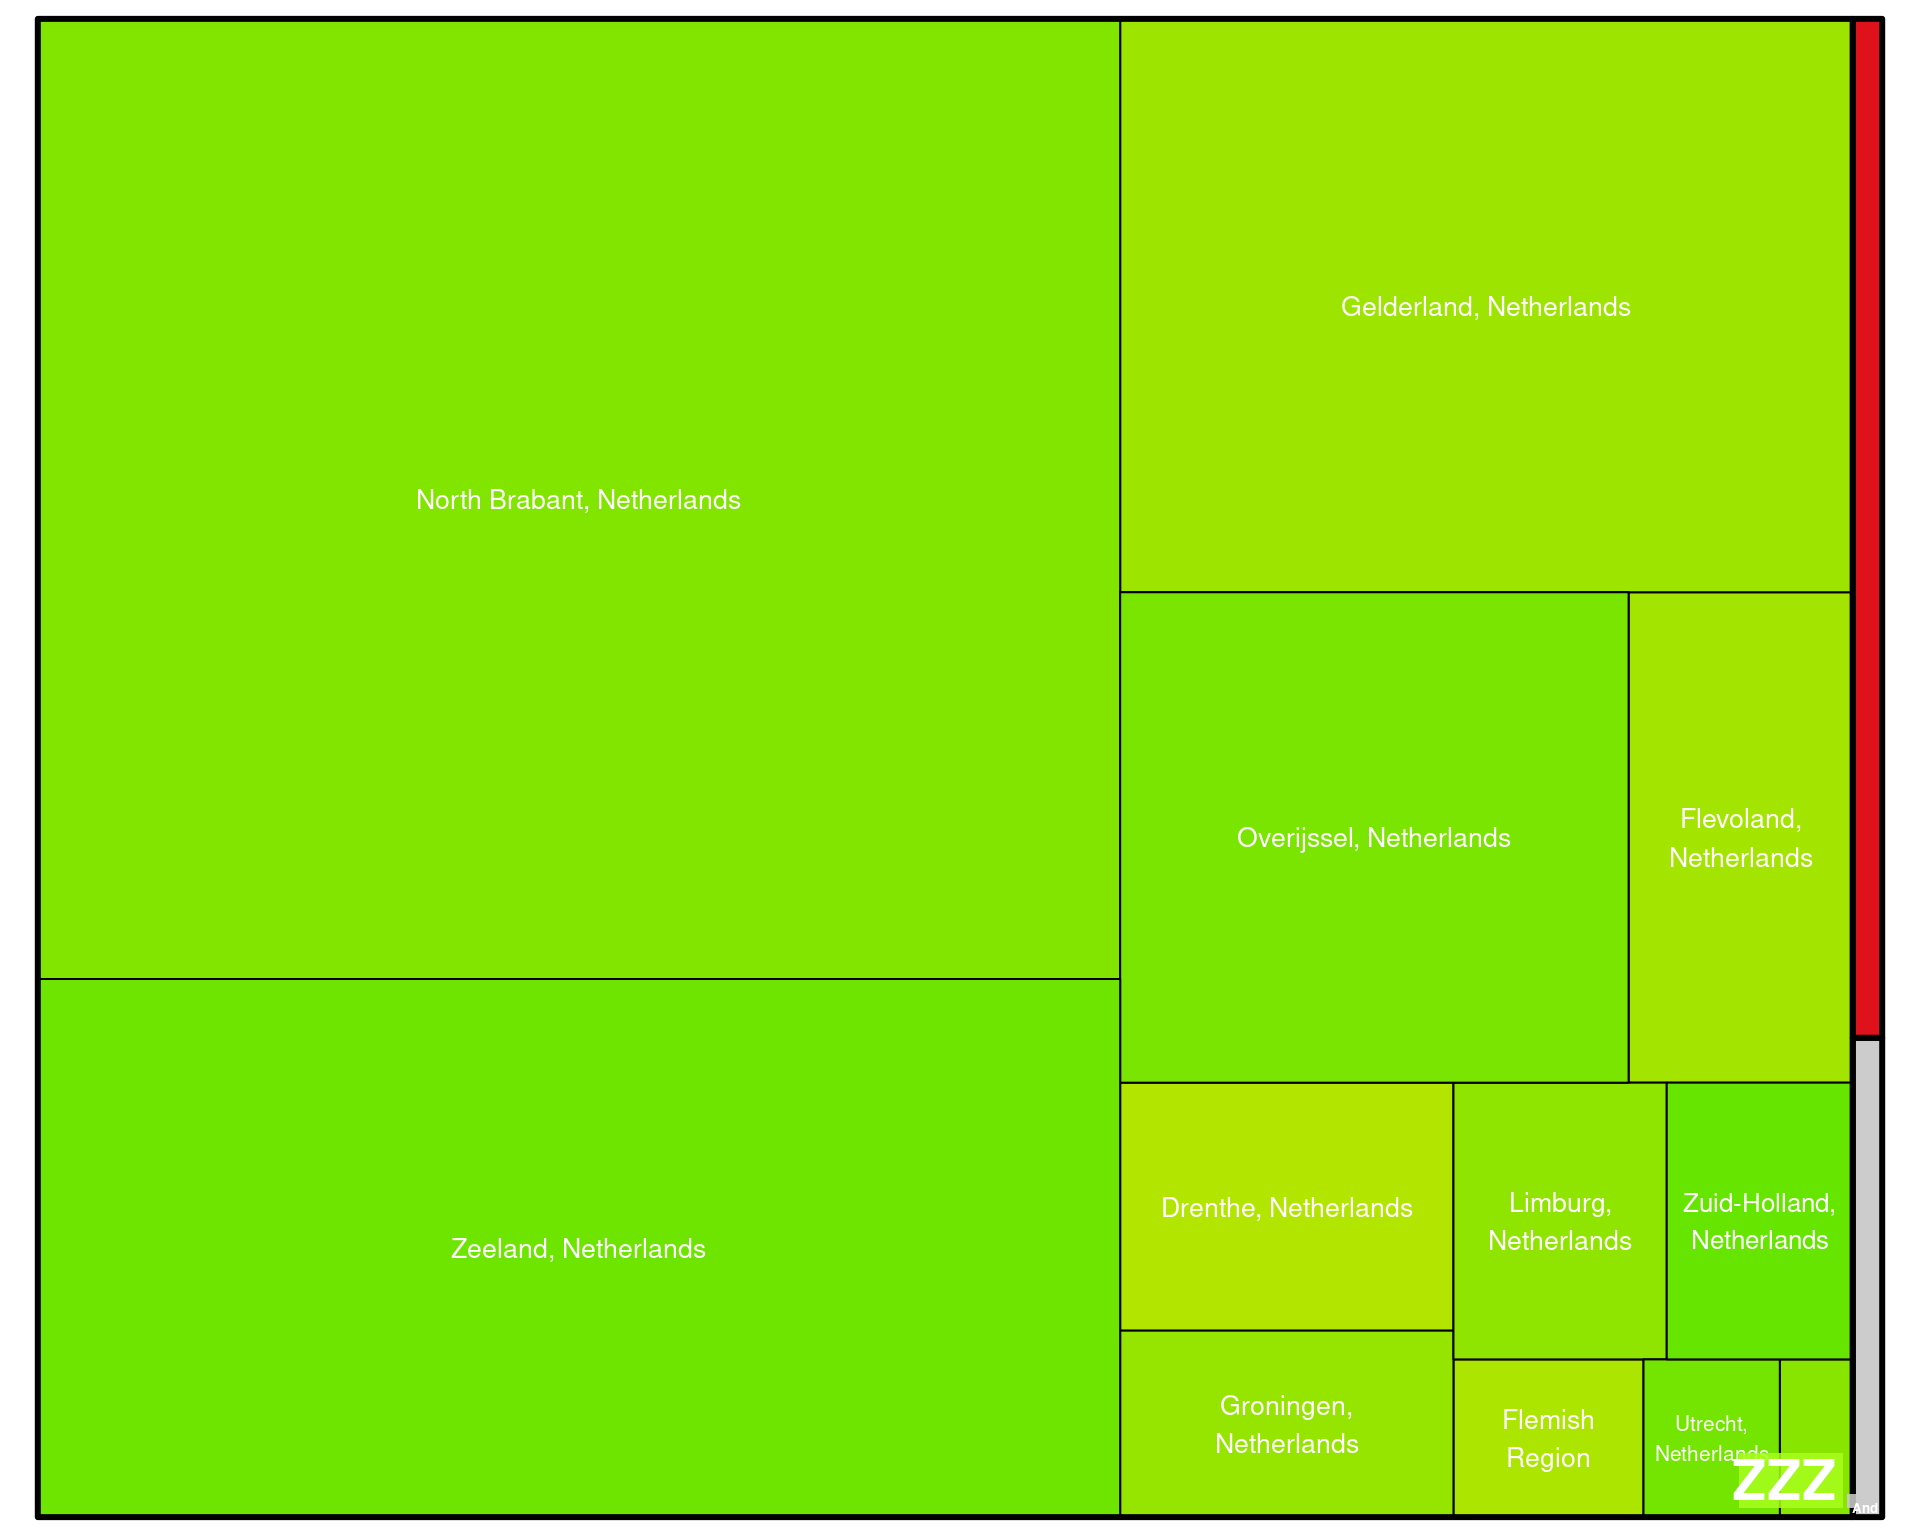 North Brabant, Netherlands
Zeeland, Netherlands
Gelderland, Netherlands
Overijssel, Netherlands
Flevoland,
Netherlands
Drenthe, Netherlands
Limburg,
Netherlands
Zuid-Holland,
Netherlands
Groningen,
Netherlands
Flemish
Region
Utrecht,
Netherlands
ZZZ
And